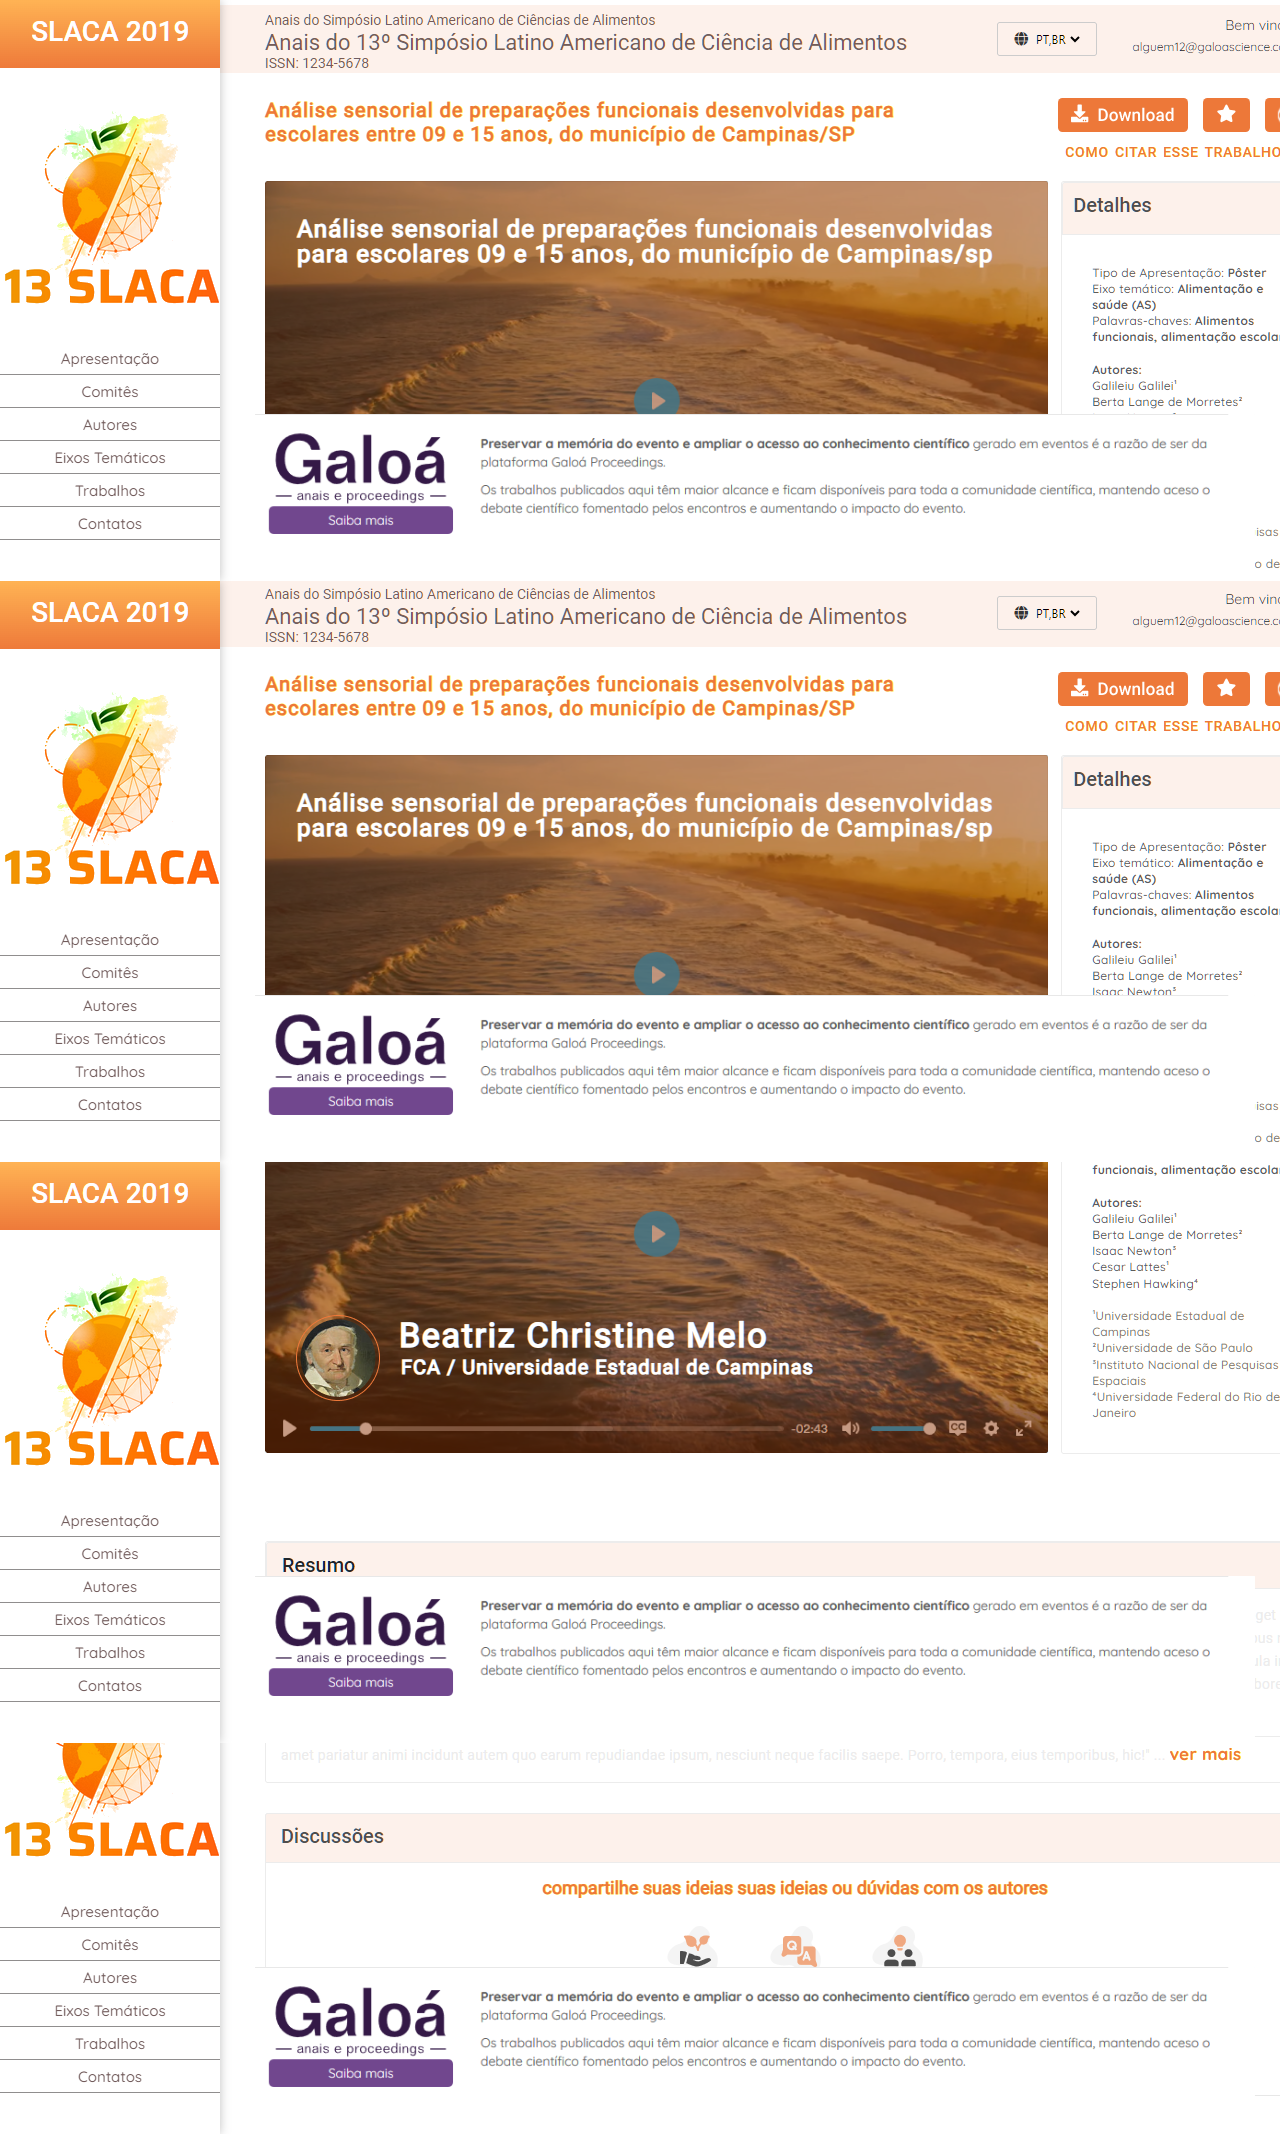 SLACA 2019
Anais do Simpósio Latino Americano de Ciências de Alimentos
Anais do 13º Simpósio Latino Americano de Ciência de Alimentos
ISSN: 1234-5678
PT,BR
Bem vind
alguem12@galoascience.c
Análise sensorial de preparações funcionais desenvolvidas para
escolares entre 09 e 15 anos, do município de Campinas/SP
Download
COMO CITAR ESSE TRABALHO
13 SLACA
Apresentação
Comitês
Autores
Eixos Temáticos
Trabalhos
Contatos
Análise sensorial de preparações funcionais desenvolvidas
para escolares 09 e 15 anos, do município de Campinas/sp
Detalhes
Tipo de Apresentação: Pôster
Eixo temático: Alimentação e
saúde (AS)
Palavras-chaves: Alimentos
funcionais, alimentação escola
Autores:
Galileiu Galilei¹
Berta Lange de Morretes²
Galoá
anais e proceedings
Saiba mais
Preservar a memória do evento e ampliar o acesso ao conhecimento científico gerado em eventos é a razão de ser da
plataforma Galoá Proceedings.
Os trabalhos publicados aqui têm maior alcance e ficam disponíveis para toda a comunidade científica, mantendo aceso o
debate científico fomentado pelos encontros e aumentando o impacto do evento.
isas
o de
SLACA 2019
Anais do Simpósio Latino Americano de Ciências de Alimentos
Anais do 13º Simpósio Latino Americano de Ciência de Alimentos
ISSN: 1234-5678
PT,BR
Bem vind
alguem12@galoascience.c
Análise sensorial de preparações funcionais desenvolvidas para
escolares entre 09 e 15 anos, do município de Campinas/SP
Download
COMO CITAR ESSE TRABALHO
13 SLACA
Apresentação
Comitês
Autores
Eixos Temáticos
Trabalhos
Contatos
Análise sensorial de preparações funcionais desenvolvidas
para escolares 09 e 15 anos, do município de Campinas/sp
Detalhes
Tipo de Apresentação: Pôster
Eixo temático: Alimentação e
saúde (AS)
Palavras-chaves: Alimentos
funcionais, alimentação escola
Autores:
Galileiu Galilei¹
Berta Lange de Morretes²
Isaac Newton³
Galoá
anais e proceedings
Saiba mais
Preservar a memória do evento e ampliar o acesso ao conhecimento científico gerado em eventos é a razão de ser da
plataforma Galoá Proceedings.
Os trabalhos publicados aqui têm maior alcance e ficam disponíveis para toda a comunidade científica, mantendo aceso o
debate científico fomentado pelos encontros e aumentando o impacto do evento.
isas
o de
SLACA 2019
13 SLACA
Apresentação
Comitês
Autores
Eixos Temáticos
Trabalhos
Contatos
Beatriz Christine Melo
FCA / Universidade Estadual de Campinas
-02:43
CC
funcionais, alimentação escola
Autores:
Galileiu Galilei¹
Berta Lange de Morretes²
Isaac Newton³
Cesar Lattes¹
Stephen Hawking⁴
¹Universidade Estadual de
Campinas
²Universidade de São Paulo
³Instituto Nacional de Pesquisas
Espaciais
⁴Universidade Federal do Rio de
Janeiro
Resumo
Galoá
anais e proceedings
Saiba mais
Preservar a memória do evento e ampliar o acesso ao conhecimento científico gerado em eventos é a razão de ser da
plataforma Galoá Proceedings.
Os trabalhos publicados aqui têm maior alcance e ficam disponíveis para toda a comunidade científica, mantendo aceso o
debate científico fomentado pelos encontros e aumentando o impacto do evento.
get
amet pariatur animi incidunt autem quo earum repudiandae ipsum, nesciunt neque facilis saepe. Porro, tempora, eius temporibus, hic!" ... ver mais
13 SLACA
Apresentação
Comitês
Autores
Eixos Temáticos
Trabalhos
Contatos
Discussões
compartilhe suas ideias suas ideias ou dúvidas com os autores
Q A
Galoá
anais e proceedings
Saiba mais
Preservar a memória do evento e ampliar o acesso ao conhecimento científico gerado em eventos é a razão de ser da
plataforma Galoá Proceedings.
Os trabalhos publicados aqui têm maior alcance e ficam disponíveis para toda a comunidade científica, mantendo aceso o
debate científico fomentado pelos encontros e aumentando o impacto do evento.